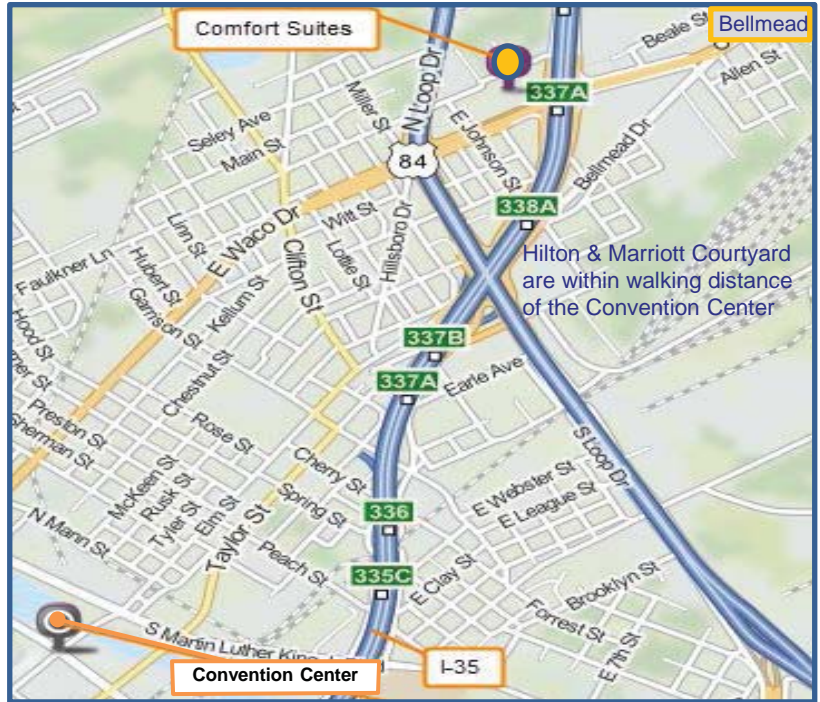 Comfort Suites
Bellmead
Beale St
Allen St
N Loop Dr
Miller St
337A
Seley Ave
Main St
E Johnson St
Bellmead Dr
84
338A
Witt St
Linn St
E Waco Dr
Lottie St
Hillsboro Dr
Hilton & Marriott Courtyard
are within walking distance
of the Convention Center
Faulkner Ln
Hubert St
Clifton St
Garrison St
Kellum St
Hood St
337B
Chestnut St
337A
Earle Ave
Preston St
Sherman St
Rose St
S Loop Dr
Cherry St
McKeen St
Rusk St
Tyler St
Elm St
Spring St
E Webster St
E League St
336
N Mann St
Taylor St
Peach St
335C
E Clay St
Brooklyn St
Forrest St
E 7th St
S Martin Luther King
Convention Center
I-35